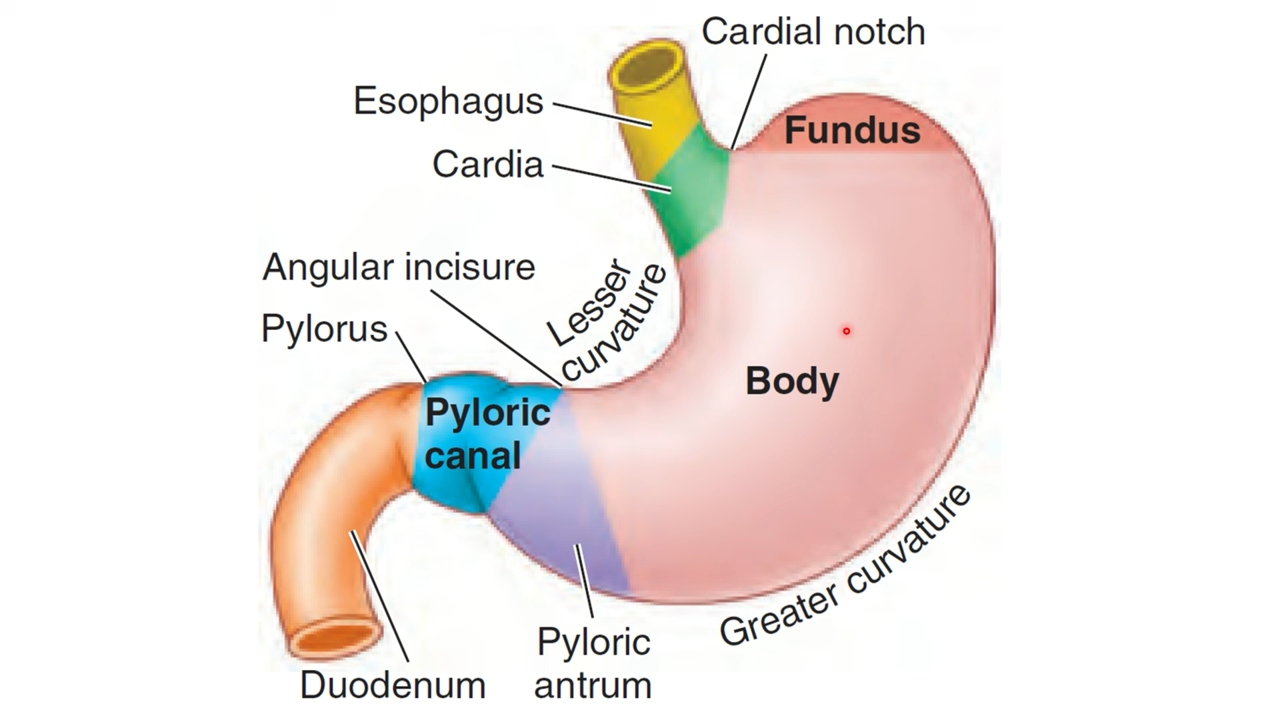 Cardial notch
Esophagus
Fundus
Cardia
Angular incisure
Lesser
curvature
Pylorus
Body
Pyloric
canal
Greater curvature
Pyloric
antrum
Duodenum